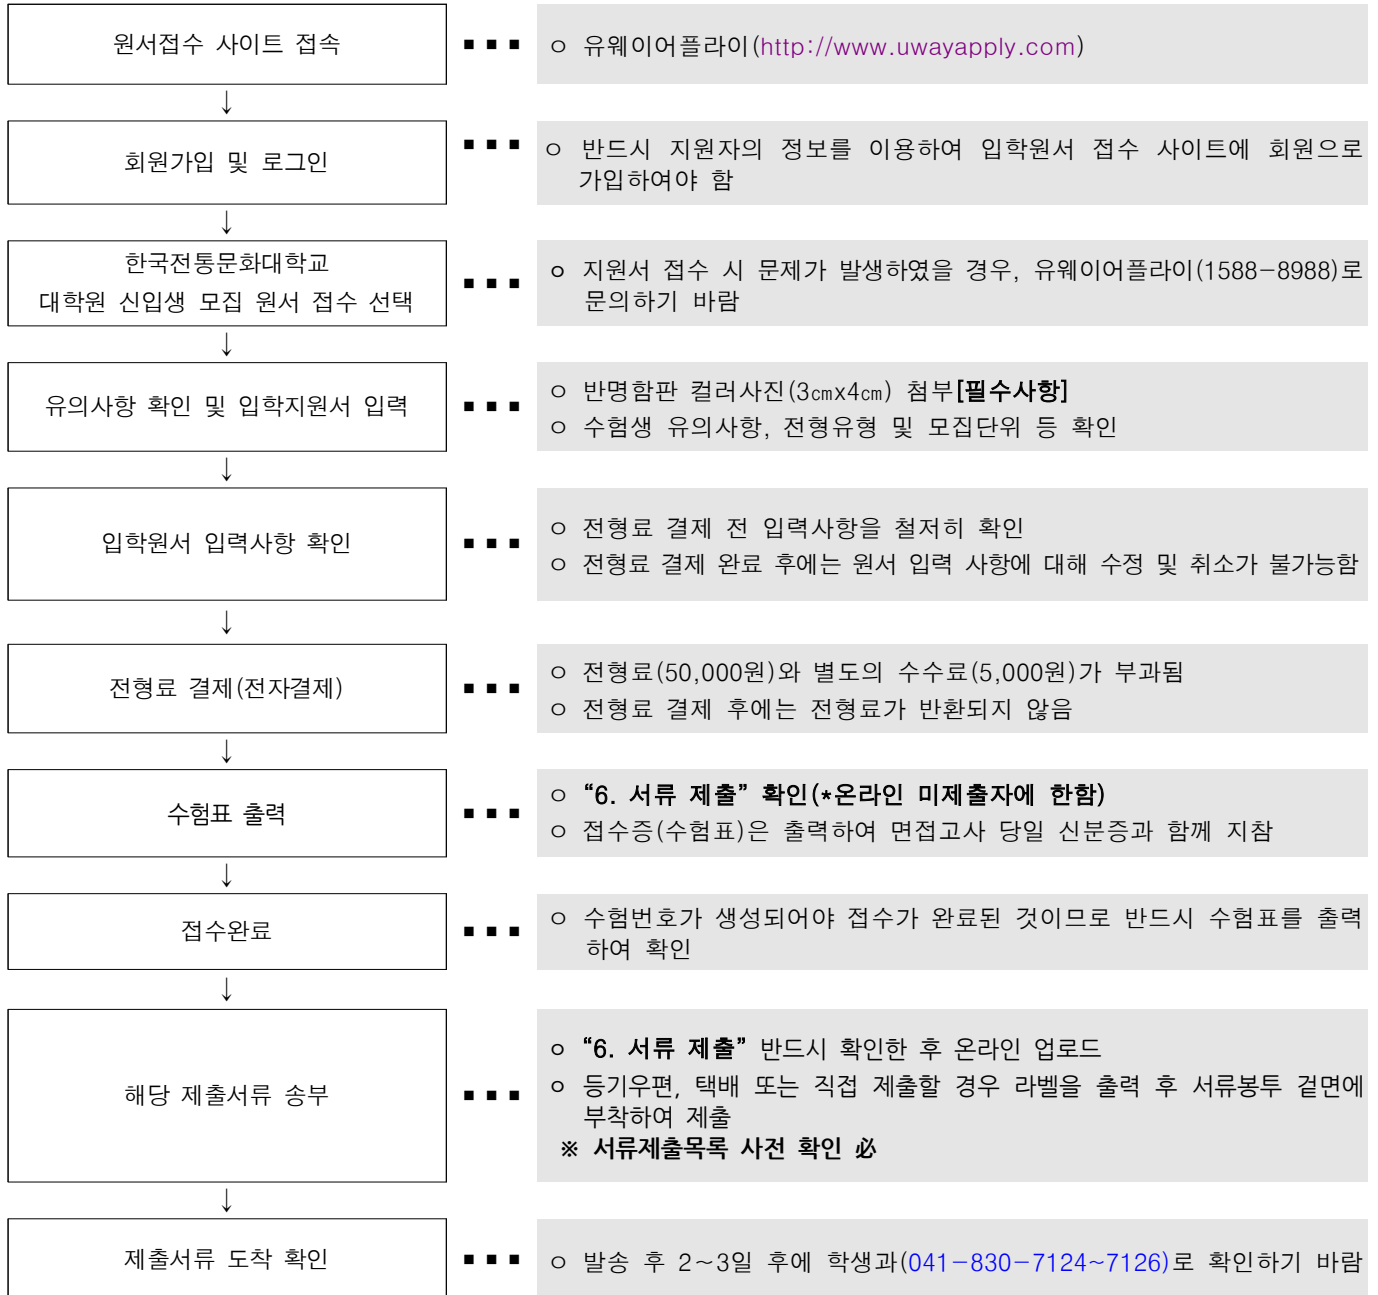 원서접수 사이트 접속
■ ■ ■
ㅇ 유웨이어플라이(http://www.uwayapply.com)
↓
회원가입 및 로그인
■ ■ ■
ㅇ 반드시 지원자의 정보를 이용하여 입학원서 접수 사이트에 회원으로
가입하여야 함
↓
한국전통문화대학교
대학원 신입생 모집 원서 접수 선택
■ ■ ■
ㅇ 지원서 접수 시 문제가 발생하였을 경우, 유웨이어플라이(1588-8988)로
문의하기 바람
↓
유의사항 확인 및 입학지원서 입력
■ ■ ■
ㅇ 반명함판 컬러사진(3㎝x4㎝) 첨부[필수사항]
ㅇ 수험생 유의사항, 전형유형 및 모집단위 등 확인
↓
입학원서 입력사항 확인
■ ■ ■
ㅇ 전형료 결제 전 입력사항을 철저히 확인
ㅇ 전형료 결제 완료 후에는 원서 입력 사항에 대해 수정 및 취소가 불가능함
↓
전형료 결제(전자결제)
■ ■ ■
ㅇ 전형료(50,000원)와 별도의 수수료(5,000원)가 부과됨
ㅇ 전형료 결제 후에는 전형료가 반환되지 않음
↓
수험표 출력
■ ■ ■
ㅇ “6. 서류 제출” 확인(*온라인 미제출자에 한함)
ㅇ 접수증(수험표)은 출력하여 면접고사 당일 신분증과 함께 지참
↓
접수완료
■ ■ ■
ㅇ 수험번호가 생성되어야 접수가 완료된 것이므로 반드시 수험표를 출력
하여 확인
↓
해당 제출서류 송부
■ ■ ■
ㅇ “6. 서류 제출” 반드시 확인한 후 온라인 업로드
ㅇ 등기우편, 택배 또는 직접 제출할 경우 라벨을 출력 후 서류봉투 겉면에
부착하여 제출
※ 서류제출목록 사전 확인 必
↓
제출서류 도착 확인
■ ■ ■
ㅇ 발송 후 2~3일 후에 학생과(041-830-7124~7126)로 확인하기 바람